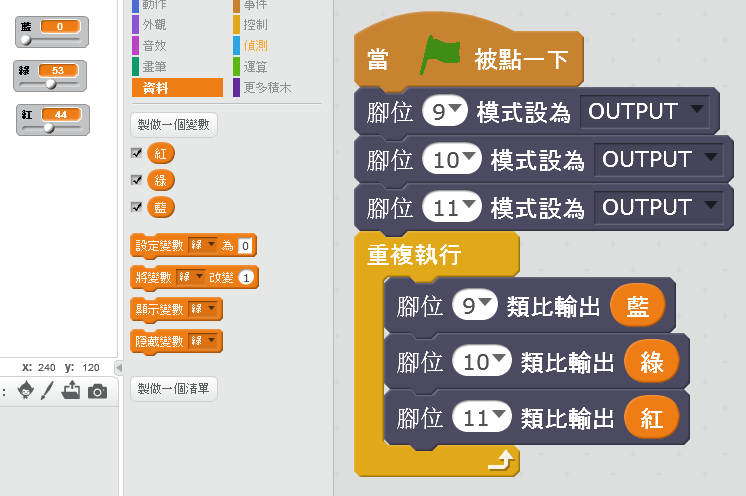 藍 0
綠 53
紅 44
x: 240 y: 120
動作
事件
外觀
控制
音效
偵測
畫筆
運算
資料
更多積木
製做一個變數
紅
綠
藍
設定變數 綠 為 0
將變數 綠 改變 1
顯示變數 綠
隱藏變數 綠
製做一個清單
當 被點一下
腳位 9 模式設為 OUTPUT
腳位 10 模式設為 OUTPUT
腳位 11 模式設為 OUTPUT
重複執行
腳位 9 類比輸出 藍
腳位 10 類比輸出 綠
腳位 11 類比輸出 紅